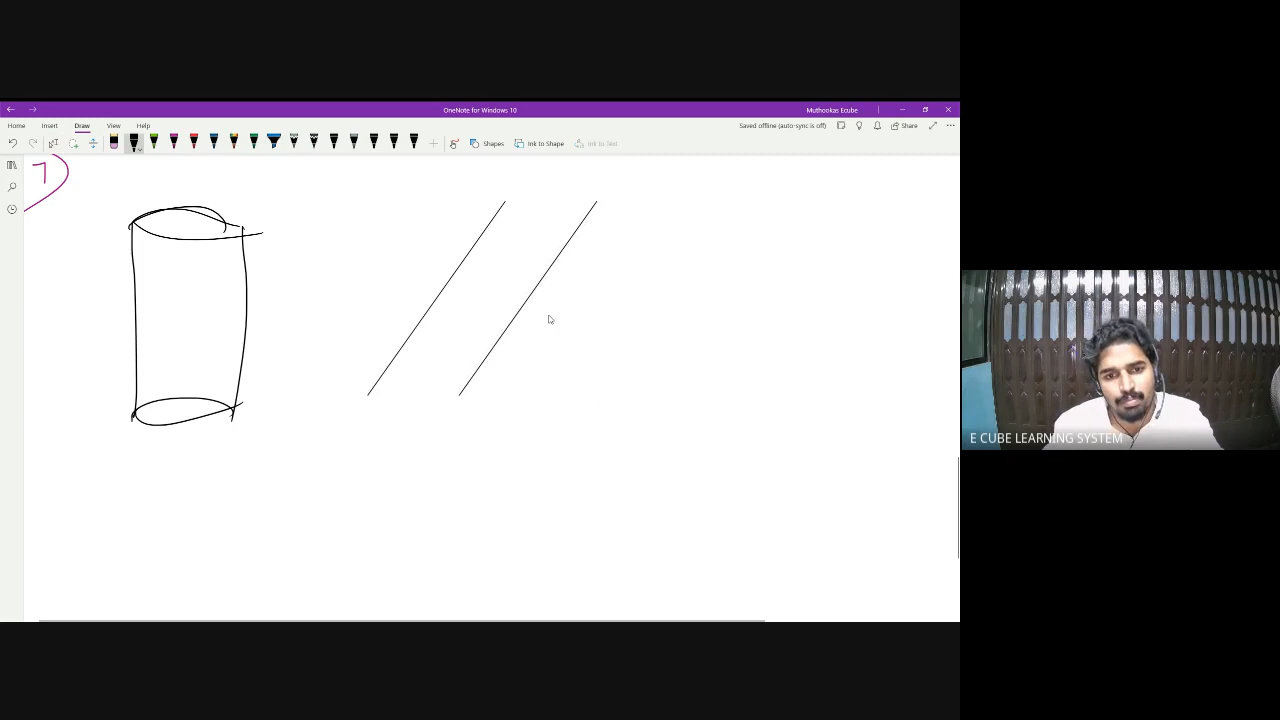 OneNote for Windows 10
Muthookas Ecube
Home Insert Draw View Help
Saved offline (auto-sync is off) Share
Shapes Ink to Shape Ink to Text
7)
E CUBE LEARNING SYSTEM